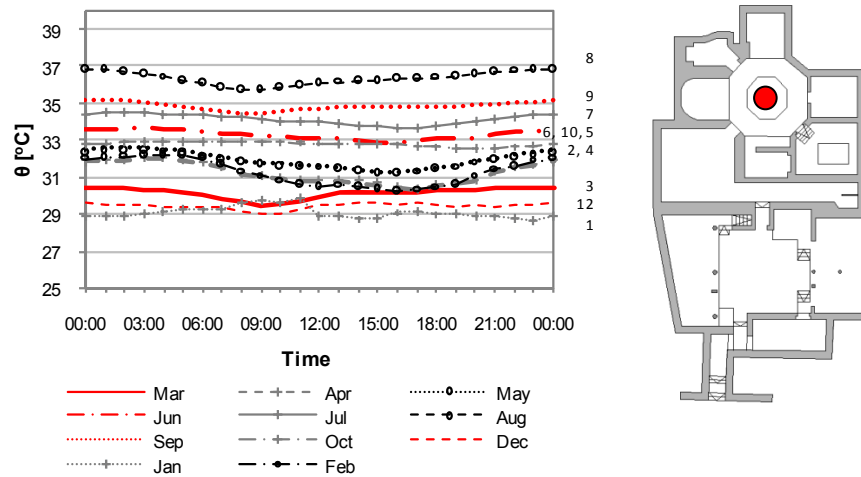 39
37
35
33
31
29
27
25
θ [ºC]
8
9
7
6, 10, 5
2, 4
3
12
1
00:00 03:00 06:00 09:00 12:00 15:00 18:00 21:00 00:00
Time
Mar Apr May
Jun Jul Aug
Sep Oct Dec
Jan Feb